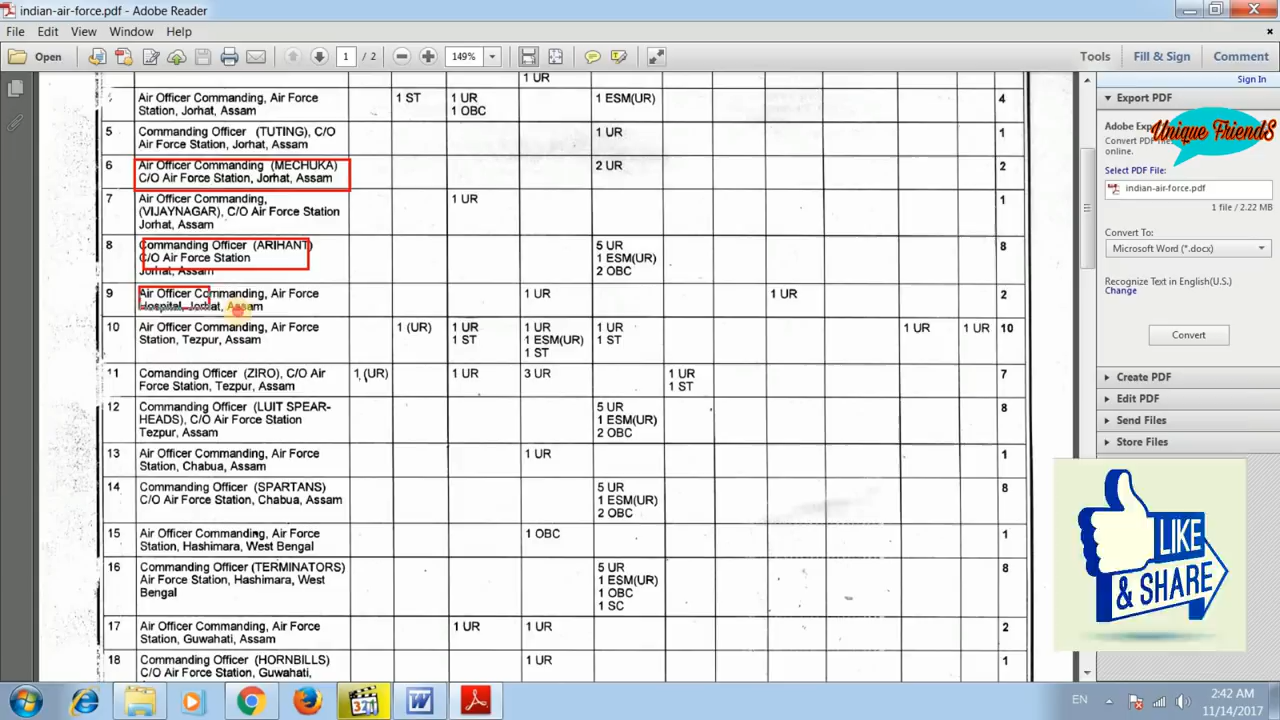 indian-air-force.pdf - Adobe Reader
File Edit View Window Help
Open 1 / 2 149% Tools Fill & Sign Comment
Sign In
Export PDF
Adobe
Convert PDF
online.
Unique FriendS
Select PDF File:
indian-air-force.pdf
1 file / 2.22 MB
Convert To:
Microsoft Word (*.docx)
Recognize Text in English(U.S.)
Change
Convert
Create PDF
Edit PDF
Send Files
Store Files
1 UR
Air Officer Commanding, Air Force 1 ST 1 UR 1 ESM(UR) 4
Station, Jorhat, Assam 1 OBC
5 Commanding Officer (TUTING), C/O 1 UR 1
Air Force Station, Jorhat, Assam
6 Air Officer Commanding (MECHUKA) 2 UR 2
C/O Air Force Station, Jorhat, Assam
7 Air Officer Commanding, 1 UR 1
(VIJAYNAGAR), C/O Air Force Station
Jorhat, Assam
8 Commanding Officer (ARIHANT) 5 UR 8
C/O Air Force Station 1 ESM(UR)
Jorhat, Assam 2 OBC
9 Air Officer Commanding, Air Force 1 UR 1 UR 2
Hospital, Jorhat, Assam
10 Air Officer Commanding, Air Force 1 (UR) 1 UR 1 UR 1 UR 1 UR 1 UR 10
Station, Tezpur, Assam 1 ST 1 ESM(UR) 1 ST
1 ST
11 Comanding Officer (ZIRO), C/O Air 1 (UR) 1 UR 3 UR 1 UR 7
Force Station, Tezpur, Assam 1 ST
12 Commanding Officer (LUIT SPEAR- 5 UR 8
HEADS), C/O Air Force Station 1 ESM(UR)
Tezpur, Assam 2 OBC
13 Air Officer Commanding, Air Force 1 UR 1
Station, Chabua, Assam
14 Commanding Officer (SPARTANS) 5 UR 8
C/O Air Force Station, Chabua, Assam 1 ESM(UR)
2 OBC
15 Air Officer Commanding, Air Force 1 OBC 1
Station, Hashimara, West Bengal
16 Commanding Officer (TERMINATORS) 5 UR 8
Air Force Station, Hashimara, West 1 ESM(UR)
Bengal 1 OBC
1 SC
17 Air Officer Commanding, Air Force 1 UR 1 UR 2
Station, Guwahati, Assam
18 Commanding Officer (HORNBILLS) 1 UR 1
C/O Air Force Station, Guwahati,
LIKE
& SHARE
321
EN 2:42 AM
11/14/2017